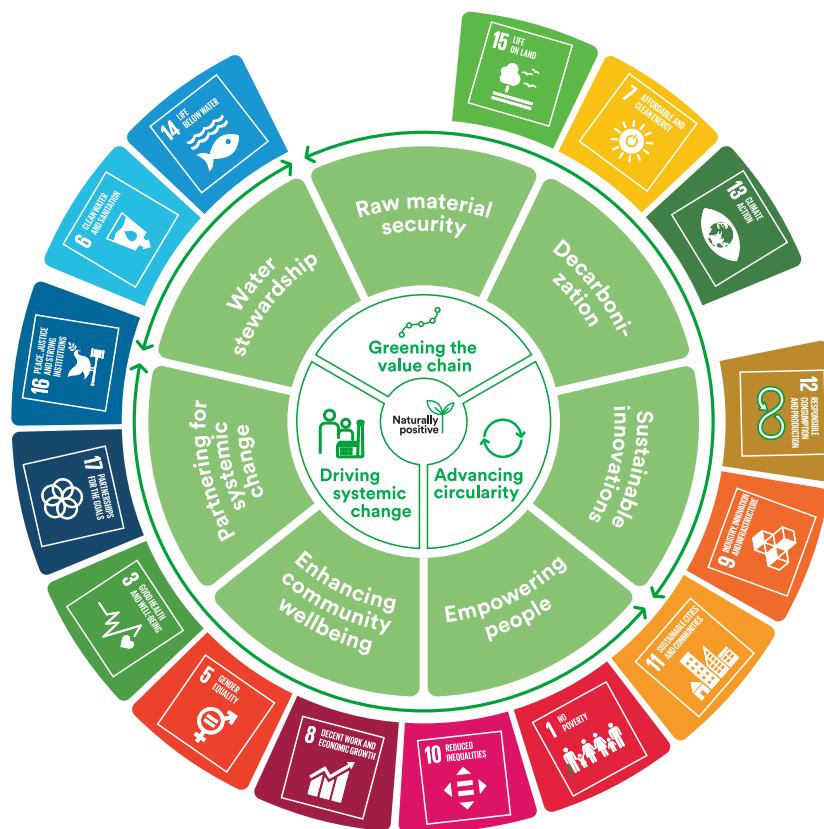 15 LIFE
ON LAND
7 AFFORDABLE AND
CLEAN ENERGY
13 CLIMATE
ACTION
12 RESPONSIBLE
CONSUMPTION
AND PRODUCTION
9 INDUSTRY, INNOVATION
AND INFRASTRUCTURE
11 SUSTAINABLE CITIES
AND COMMUNITIES
1 NO
POVERTY
10 REDUCED
INEQUALITIES
8 DECENT WORK AND
ECONOMIC GROWTH
5 GENDER
EQUALITY
3 GOOD HEALTH
AND WELL-BEING
17 PARTNERSHIPS
FOR THE GOALS
16 PEACE, JUSTICE
AND STRONG
INSTITUTIONS
6 CLEAN WATER
AND SANITATION
14 LIFE
BELOW WATER
Raw material
security
Decarboni-
zation
Sustainable
innovations
Empowering
people
Enhancing
community
wellbeing
Partnering for
systemic
change
Water
stewardship
Greening the
value chain
Advancing
circularity
Driving
systemic
change
Naturally
positive